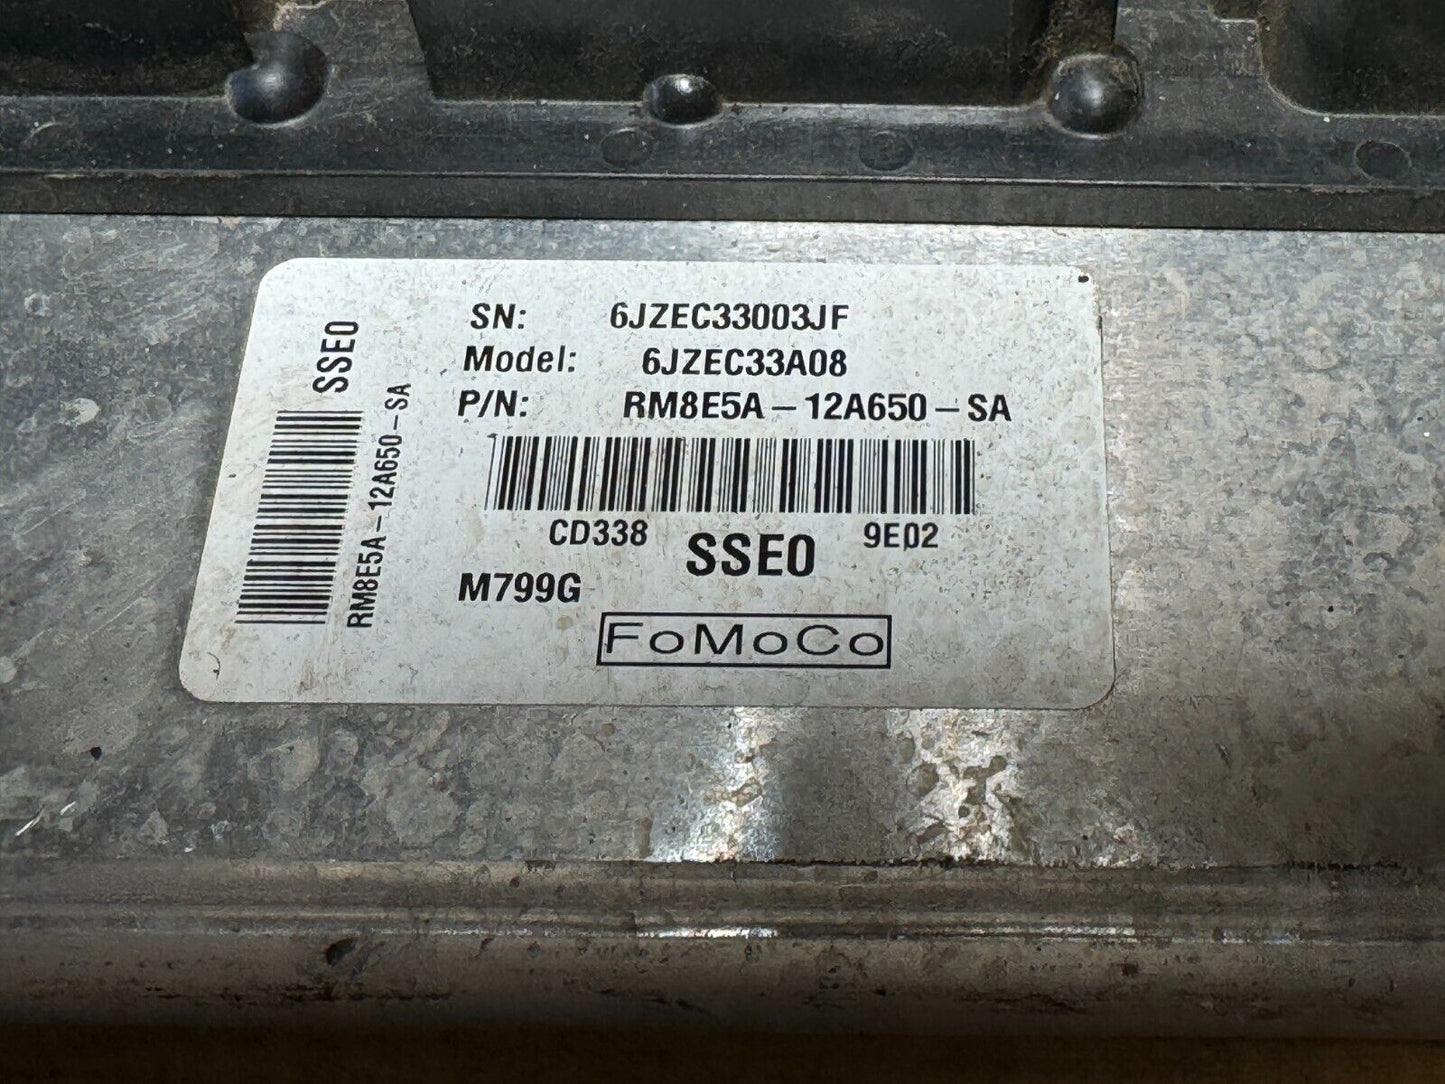 SN: 6JZEC33003JF
Model: 6JZEC33A08
P/N: RM8E5A-12A650-SA
CD338 SSE0 9E02
M799G
FoMoCo
SSE0
RM8E5A-12A650-SA